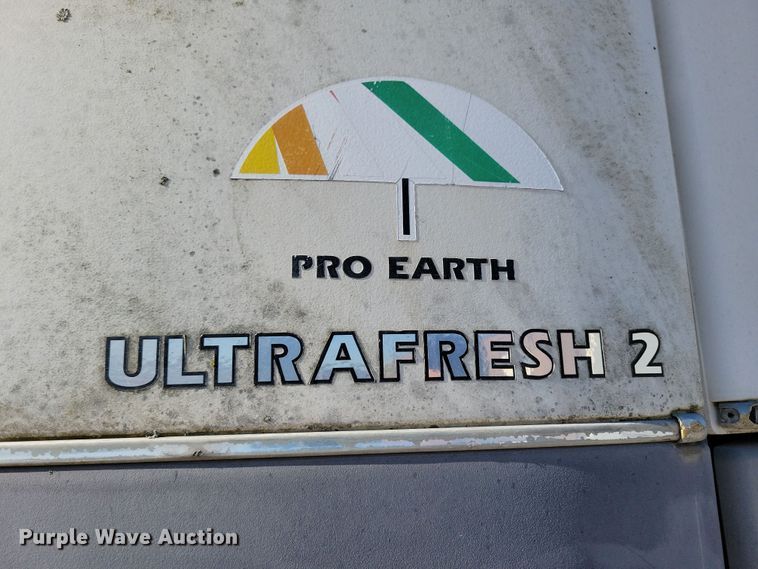 PRO EARTH
ULTRAFRESH 2
Purple Wave Auction